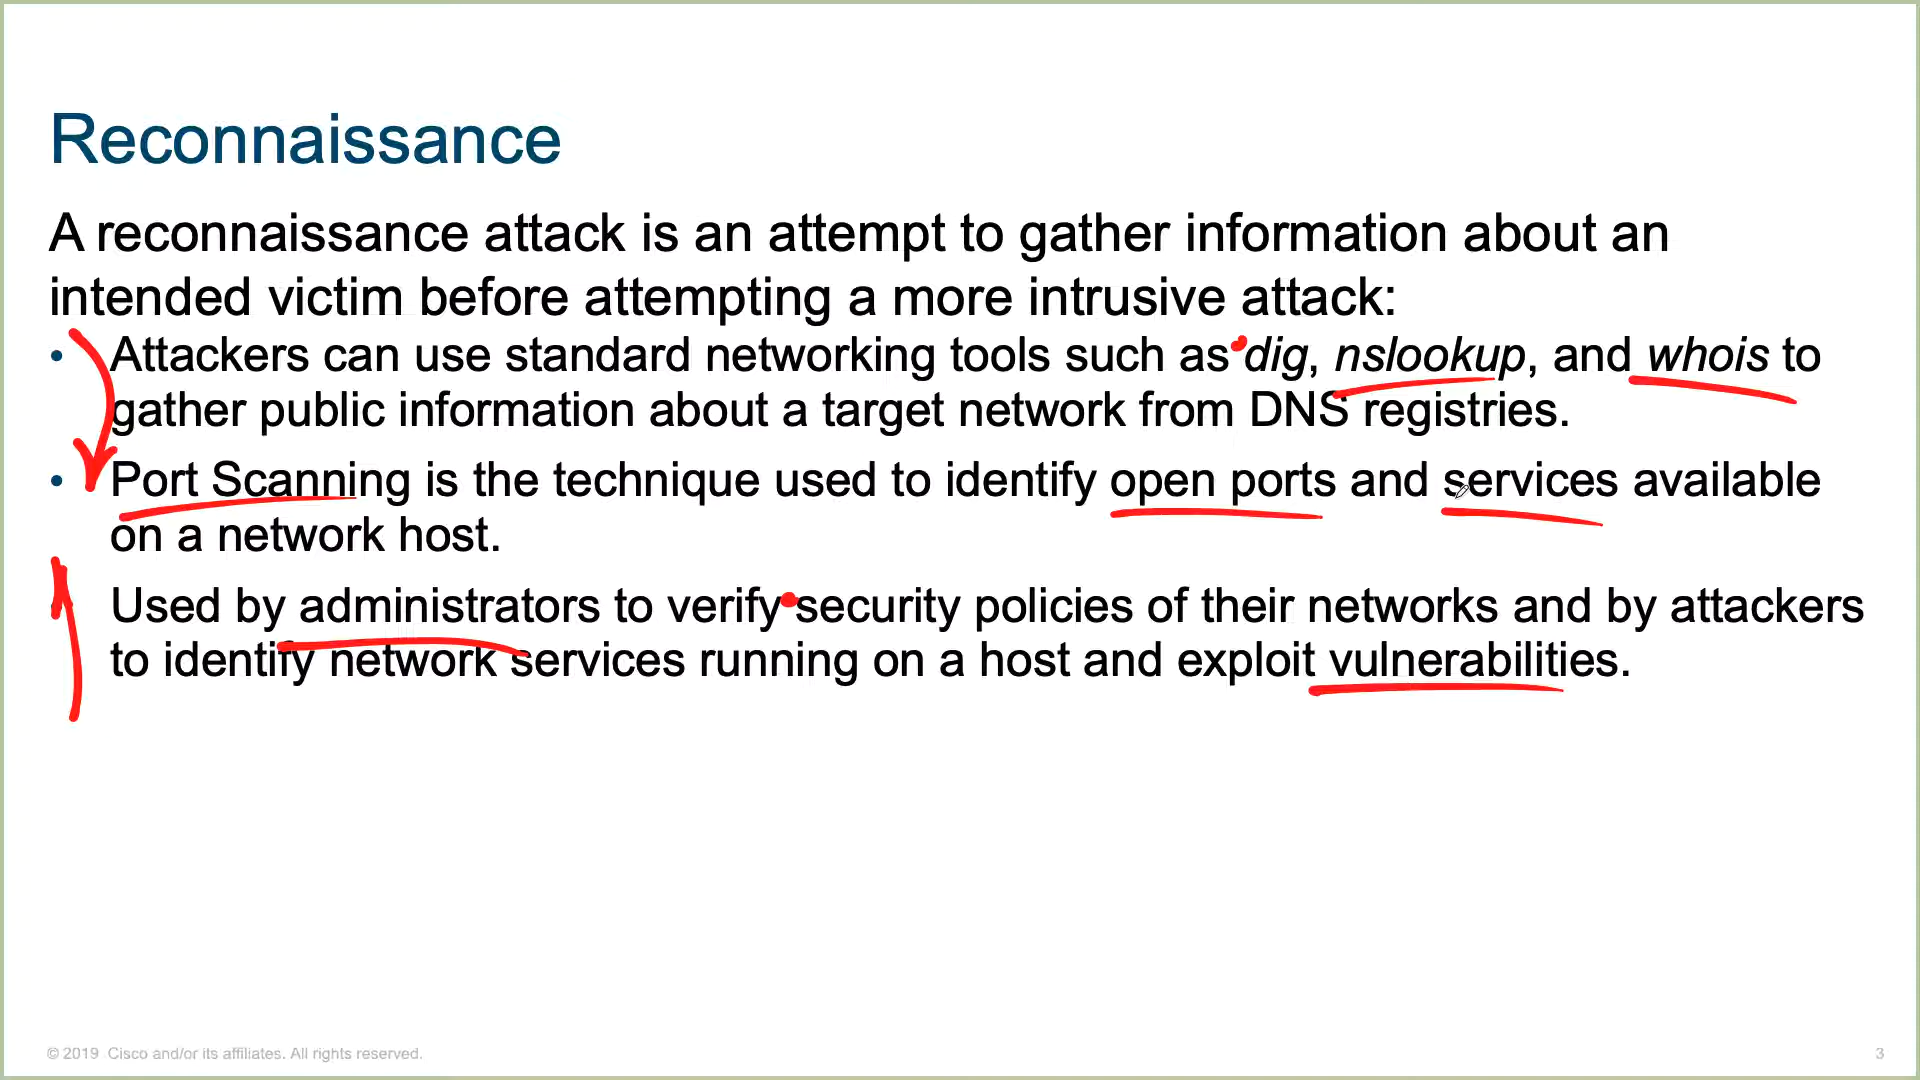 Reconnaissance
A reconnaissance attack is an attempt to gather information about an
intended victim before attempting a more intrusive attack:
• Attackers can use standard networking tools such as dig, nslookup, and whois to
gather public information about a target network from DNS registries.
• Port Scanning is the technique used to identify open ports and services available
on a network host.
Used by administrators to verify security policies of their networks and by attackers
to identify network services running on a host and exploit vulnerabilities.
© 2019 Cisco and/or its affiliates. All rights reserved.
3